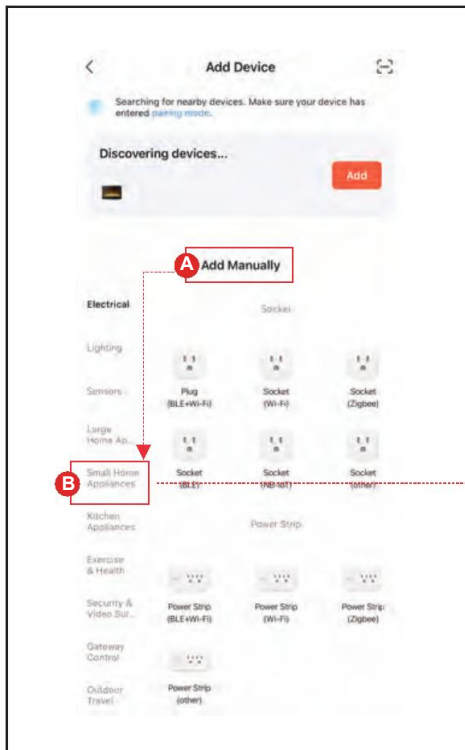 Add Device
Searching for nearby devices. Make sure your device has
entered pairing mode.
Discovering devices...
Add
A
Add Manually
Electrical
Socket
Lighting
Sensors
Plug
(BLE+Wi-Fi)
Socket
(Wi-Fi)
Socket
(Zigbee)
Large
Home Ap...
B
Small Home
Appliances
Socket
(BLE)
Socket
(NB-IoT)
Socket
(other)
Kitchen
Appliances
Power Strip
Exercise
& Health
Security &
Video Sur...
Power Strip
(BLE+Wi-Fi)
Power Strip
(Wi-Fi)
Power Strip
(Zigbee)
Gateway
Control
Outdoor
Travel
Power Strip
(other)